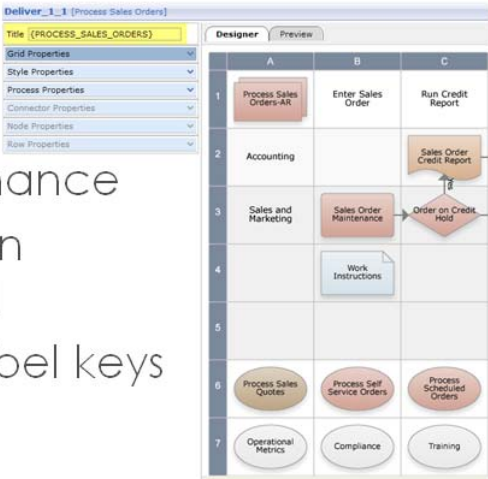 Deliver_1_1 [Process Sales Orders]
Title {PROCESS_SALES_ORDERS}
Grid Properties
Style Properties
Process Properties
Connector Properties
Node Properties
Row Properties
nance
n
bel keys
Designer Preview
A B C
1
Process Sales
Orders-AR
Enter Sales
Order
Run Credit
Report
2
Accounting
Sales Order
Credit Report
3
Sales and
Marketing
Sales Order
Maintenance
Order on Credit
Hold
4
Work
Instructions
5
6
Process Sales
Quotes
Process Self
Service Orders
Process
Scheduled
Orders
7
Operational
Metrics
Compliance
Training